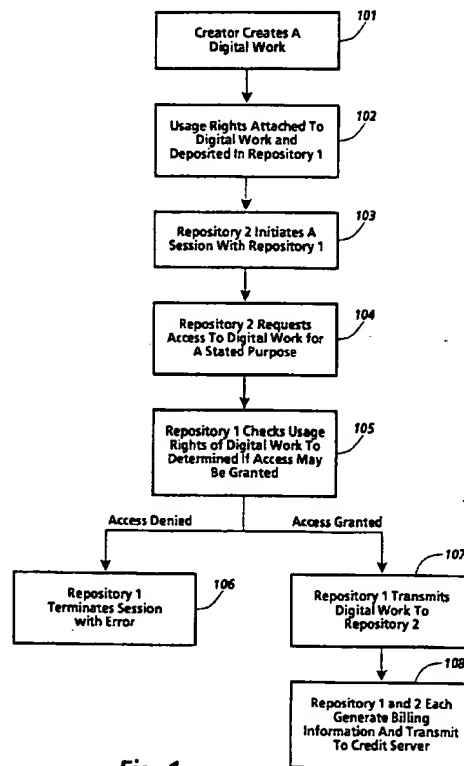 101
Creator Creates A
Digital Work
102
Usage Rights Attached To
Digital Work and
Deposited In Repository 1
103
Repository 2 Initiates A
Session With Repository 1
104
Repository 2 Requests
Access To Digital Work for
A Stated Purpose
105
Repository 1 Checks Usage
Rights of Digital Work To
Determined If Access May
Be Granted
Access Denied
Access Granted
106
Repository 1
Terminates Session
with Error
107
Repository 1 Transmits
Digital Work To
Repository 2
108
Repository 1 and 2 Each
Generate Billing
Information And Transmit
To Credit Server